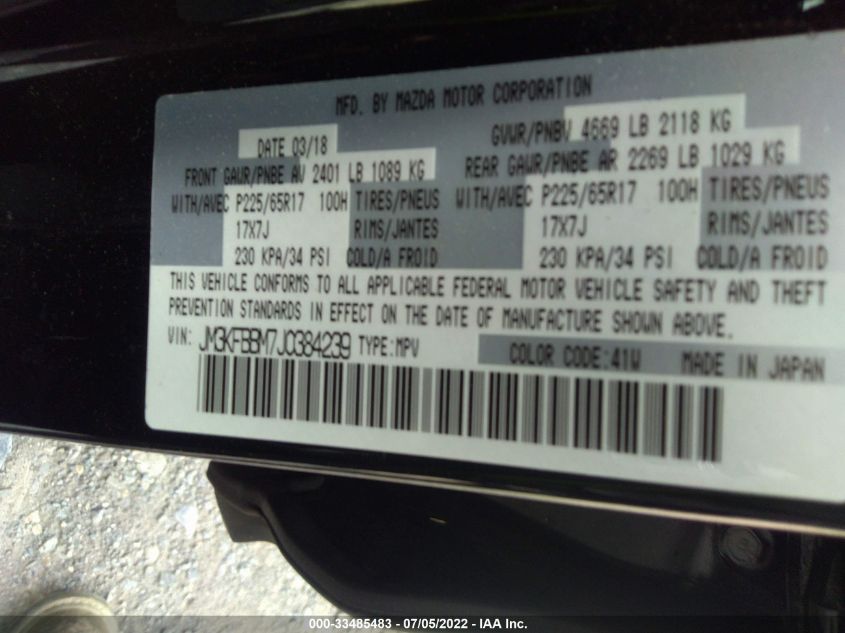 MFD. BY MAZDA MOTOR CORPORATION
DATE 03/18 GVWR/PNBV 4669 LB 2118 KG
FRONT GAWR/PNBE AV 2401 LB 1089 KG REAR GAWR/PNBE AR 2269 LB 1029 KG
WITH/AVEC P225/65R17 100H TIRES/PNEUS WITH/AVEC P225/65R17 100H TIRES/PNEUS
17X7J RIMS/JANTES 17X7J RIMS/JANTES
230 KPA/34 PSI COLD/A FROID 230 KPA/34 PSI COLD/A FROID
THIS VEHICLE CONFORMS TO ALL APPLICABLE FEDERAL MOTOR VEHICLE SAFETY AND THEFT
PREVENTION STANDARDS IN EFFECT ON THE DATE OF MANUFACTURE SHOWN ABOVE.
VIN: JM3KFBBM7J0384239 TYPE:MPV COLOR CODE:41W MADE IN JAPAN
000-33485483 / 07/05/2022 - IAA Inc.